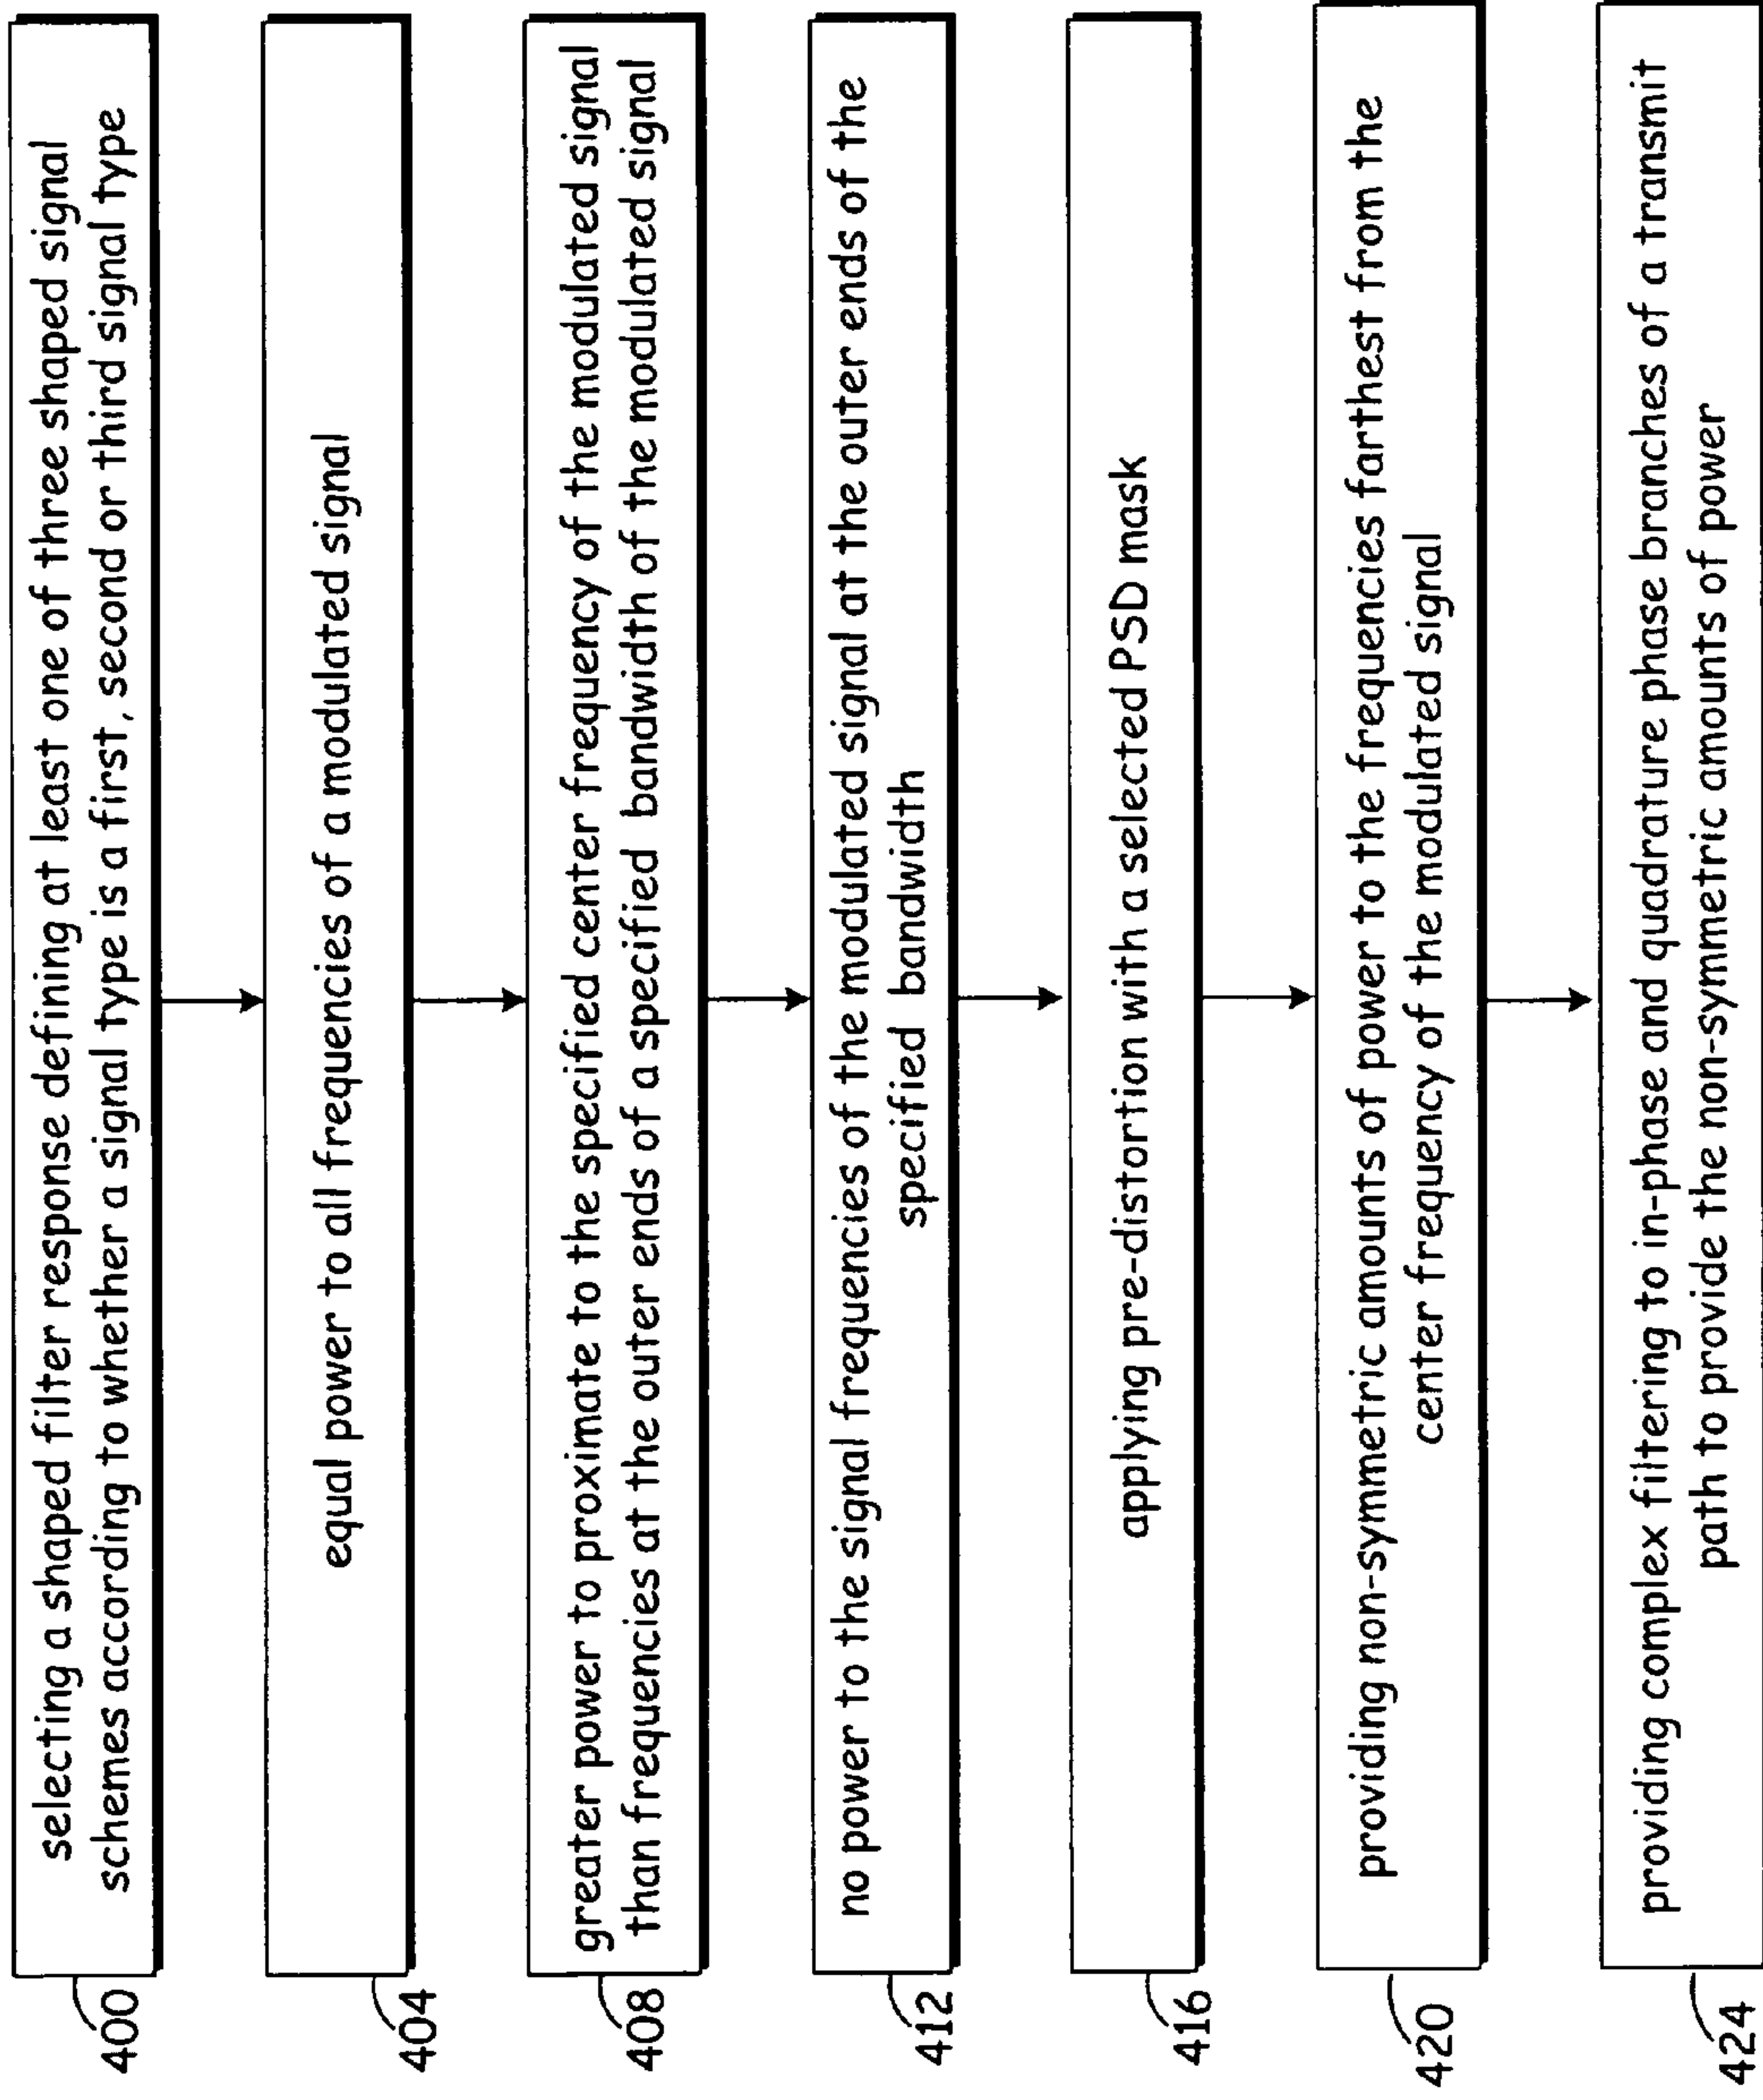 selecting a shaped filter response defining at least one of three shaped signal
schemes according to whether a signal type is a first, second or third signal type
400
equal power to all frequencies of a modulated signal
404
greater power to proximate to the specified center frequency of the modulated signal
than frequencies at the outer ends of a specified bandwidth of the modulated signal
408
no power to the signal frequencies of the modulated signal at the outer ends of the
specified bandwidth
412
applying pre-distortion with a selected PSD mask
416
providing non-symmetric amounts of power to the frequencies farthest from the
center frequency of the modulated signal
420
providing complex filtering to in-phase and quadrature phase branches of a transmit
path to provide the non-symmetric amounts of power
424